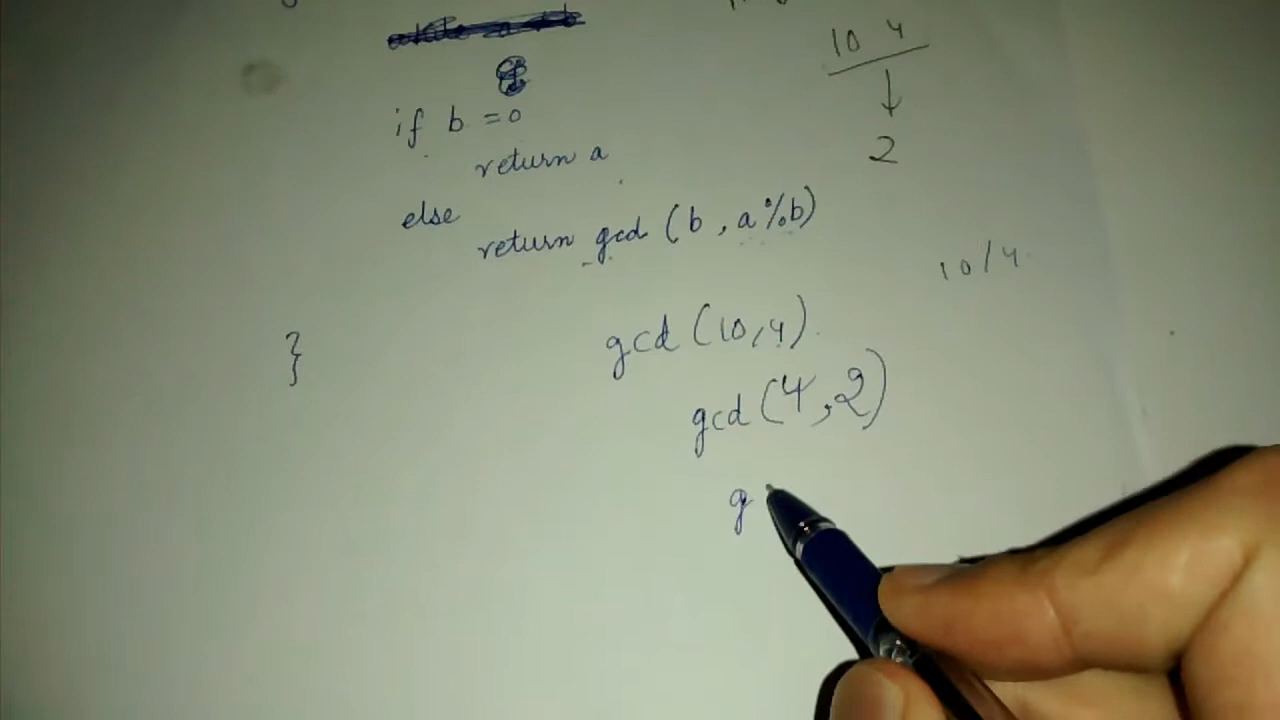 10 4
↓
2
if b = 0
return a
else
return gcd (b, a%b)
10/4
}
gcd (10,4)
gcd (4,2)
g